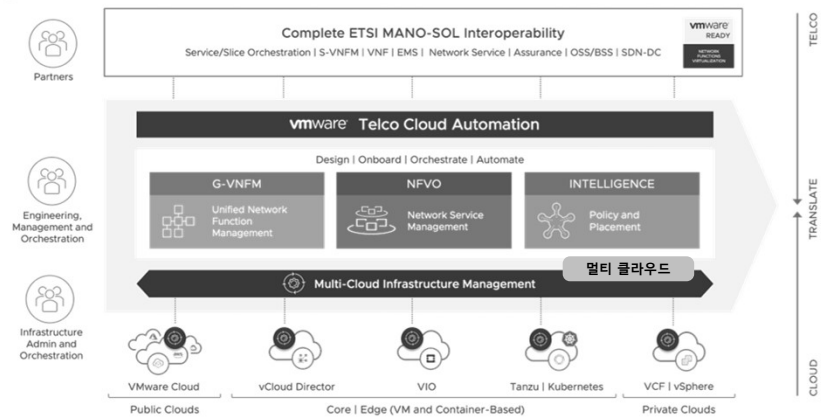 Complete ETSI MANO-SOL Interoperability
Service/Slice Orchestration | S-VNFM | VNF | EMS | Network Service | Assurance | OSS/BSS | SDN-DC
vmware
READY
NETWORK
FUNCTIONS
VIRTUALIZATION
TELCO
Partners
vmware Telco Cloud Automation
Design | Onboard | Orchestrate | Automate
G-VNFM
NFVO
INTELLIGENCE
Unified Network
Function
Management
Network Service
Management
Policy and
Placement
Engineering,
Management and
Orchestration
TRANSLATE
멀티 클라우드
Multi-Cloud Infrastructure Management
Infrastructure
Admin and
Orchestration
aws
VMware Cloud
vCloud Director
VIO
Tanzu | Kubernetes
VCF | vSphere
CLOUD
Public Clouds
Core | Edge (VM and Container-Based)
Private Clouds